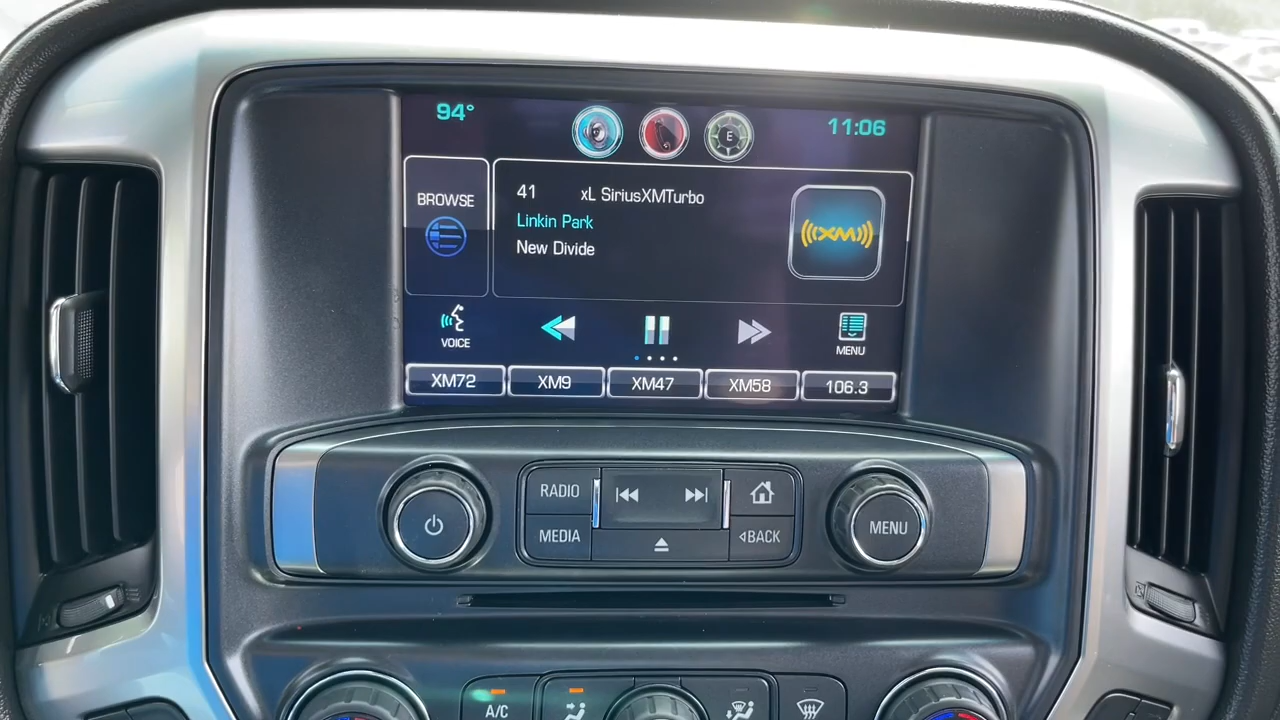 94°
E
11:06
BROWSE
41 xL SiriusXMTurbo
Linkin Park
New Divide
((XM))
VOICE
MENU
XM72 XM9 XM47 XM58 106.3
RADIO
MEDIA
BACK
MENU
A/C